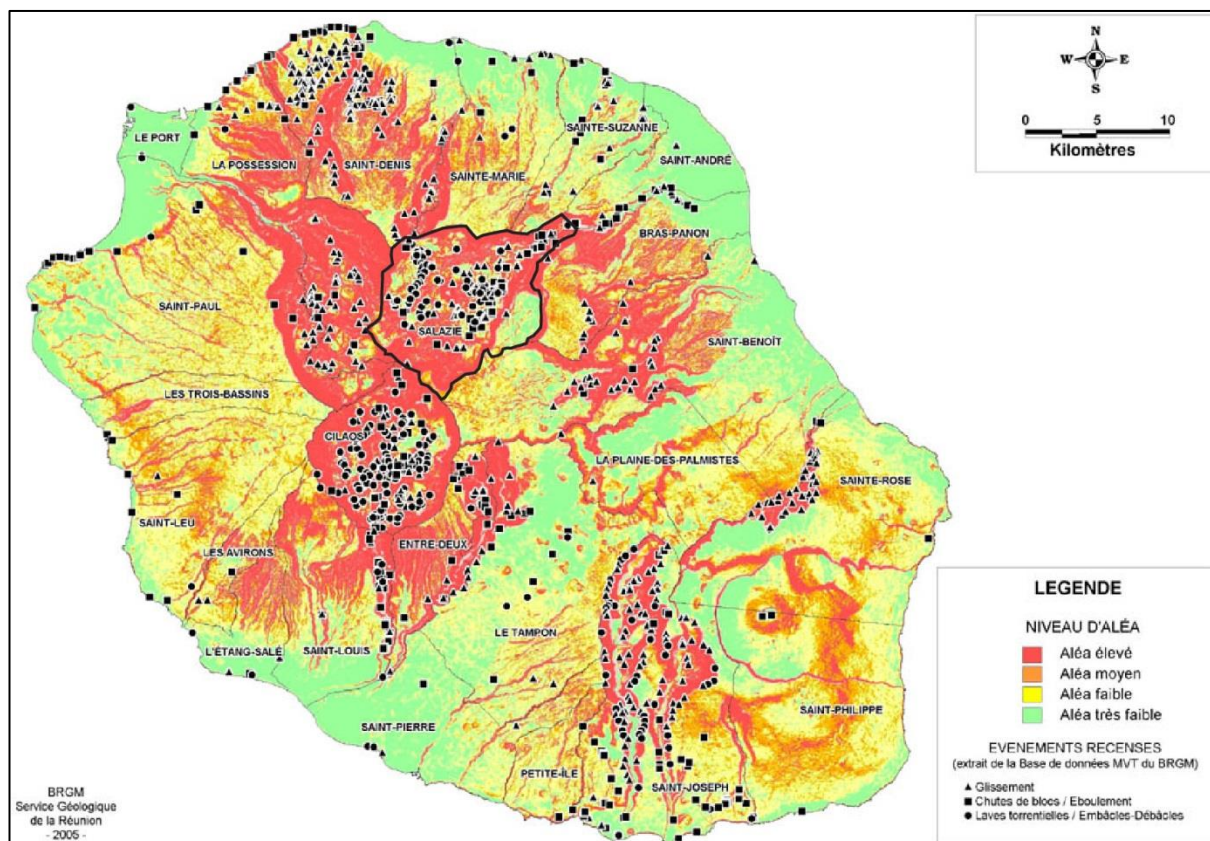 N
W E
S
0 5 10
Kilomètres
LE PORT
SAINTE-SUZANNE
LA POSSESSION
SAINT-DENIS
SAINT-ANDRÉ
SAINTE-MARIE
BRAS-PANON
SAINT-PAUL
SALAZIE
SAINT-BENOÎT
LES TROIS-BASSINS
CILAOS
LA PLAINE-DES-PALMISTES
SAINTE-ROSE
SAINT-LEU
LES AVIRONS
ENTRE-DEUX
LE TAMPON
L'ÉTANG-SALÉ
SAINT-LOUIS
SAINT-PHILIPPE
SAINT-PIERRE
PETITE-ÎLE
SAINT-JOSEPH
BRGM
Service Géologique
de la Réunion
- 2005 -
LEGENDE
NIVEAU D'ALÉA
Aléa élevé
Aléa moyen
Aléa faible
Aléa très faible
EVENEMENTS RECENSES
(extrait de la Base de données MVT du BRGM)
Glissement
Chutes de blocs / Eboulement
Laves torrentielles / Embâcles-Débâcles